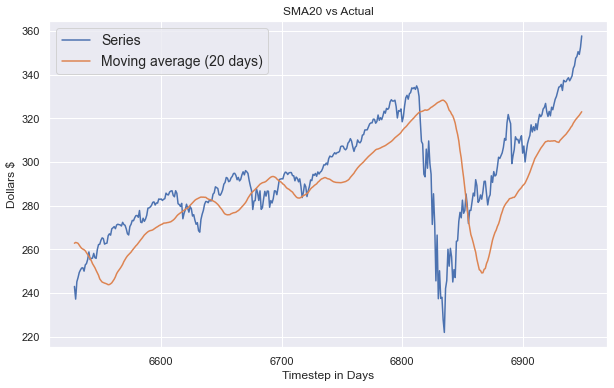 SMA20 vs Actual
Series
Moving average (20 days)
360
340
320
300
280
260
240
220
Dollars $
6600
6700
6800
6900
Timestep in Days